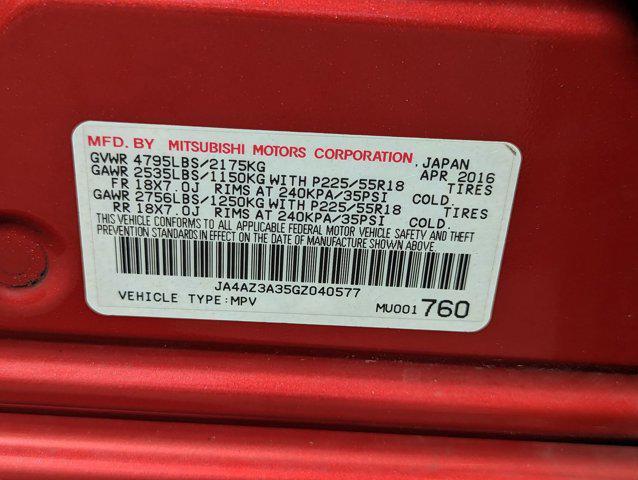 MFD. BY MITSUBISHI MOTORS CORPORATION, JAPAN
GVWR 4795LBS/2175KG APR 2016
GAWR 2535LBS/1150KG WITH P225/55R18 TIRES
FR 18X7.0J RIMS AT 240KPA/35PSI COLD.
GAWR 2756LBS/1250KG WITH P225/55R18 TIRES
RR 18X7.0J RIMS AT 240KPA/35PSI COLD.
THIS VEHICLE CONFORMS TO ALL APPLICABLE FEDERAL MOTOR VEHICLE SAFETY AND THEFT
PREVENTION STANDARDS IN EFFECT ON THE DATE OF MANUFACTURE SHOWN ABOVE.
JA4AZ3A35GZ040577
VEHICLE TYPE:MPV MU001760